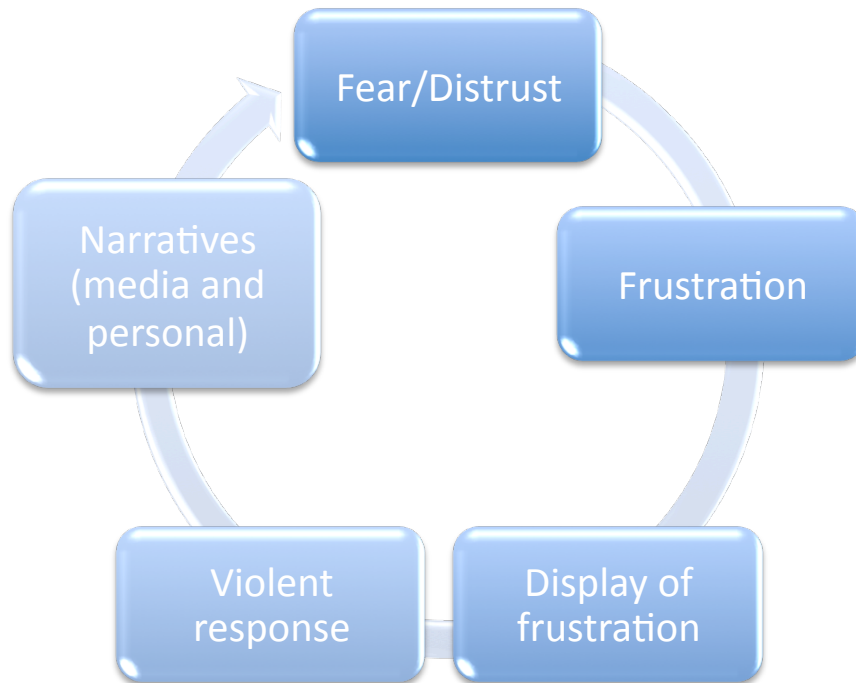 Fear/Distrust
Frustration
Display of
frustration
Violent
response
Narratives
(media and
personal)